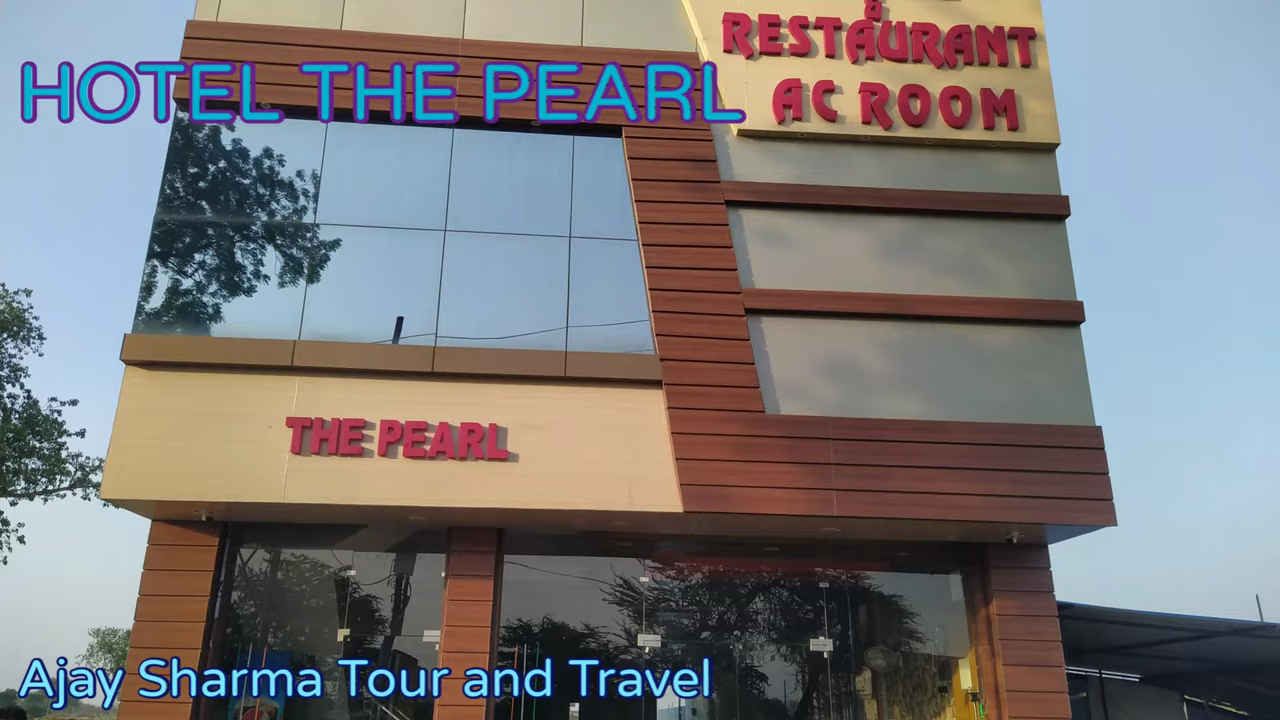 &
RESTAURANT
AC ROOM
HOTEL THE PEARL
THE PEARL
Ajay Sharma Tour and Travel